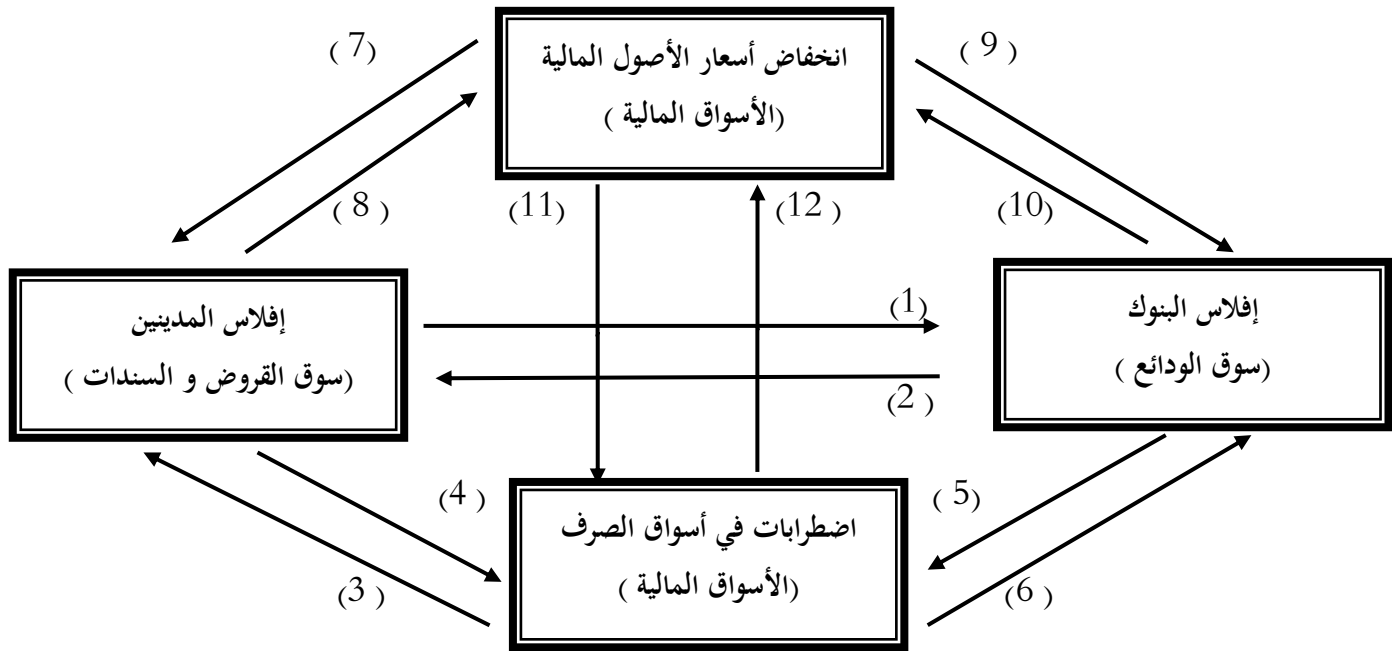 انخفاض أسعار الأصول المالية
(الأسواق المالية )
(7)
(9)
(8)
(11)
(12)
(10)
إفلاس المدينين
(سوق القروض و السندات )
إفلاس البنوك
(سوق الودائع )
(1)
(2)
(4)
(5)
اضطرابات في أسواق الصرف
(الأسواق المالية )
(3)
(6)